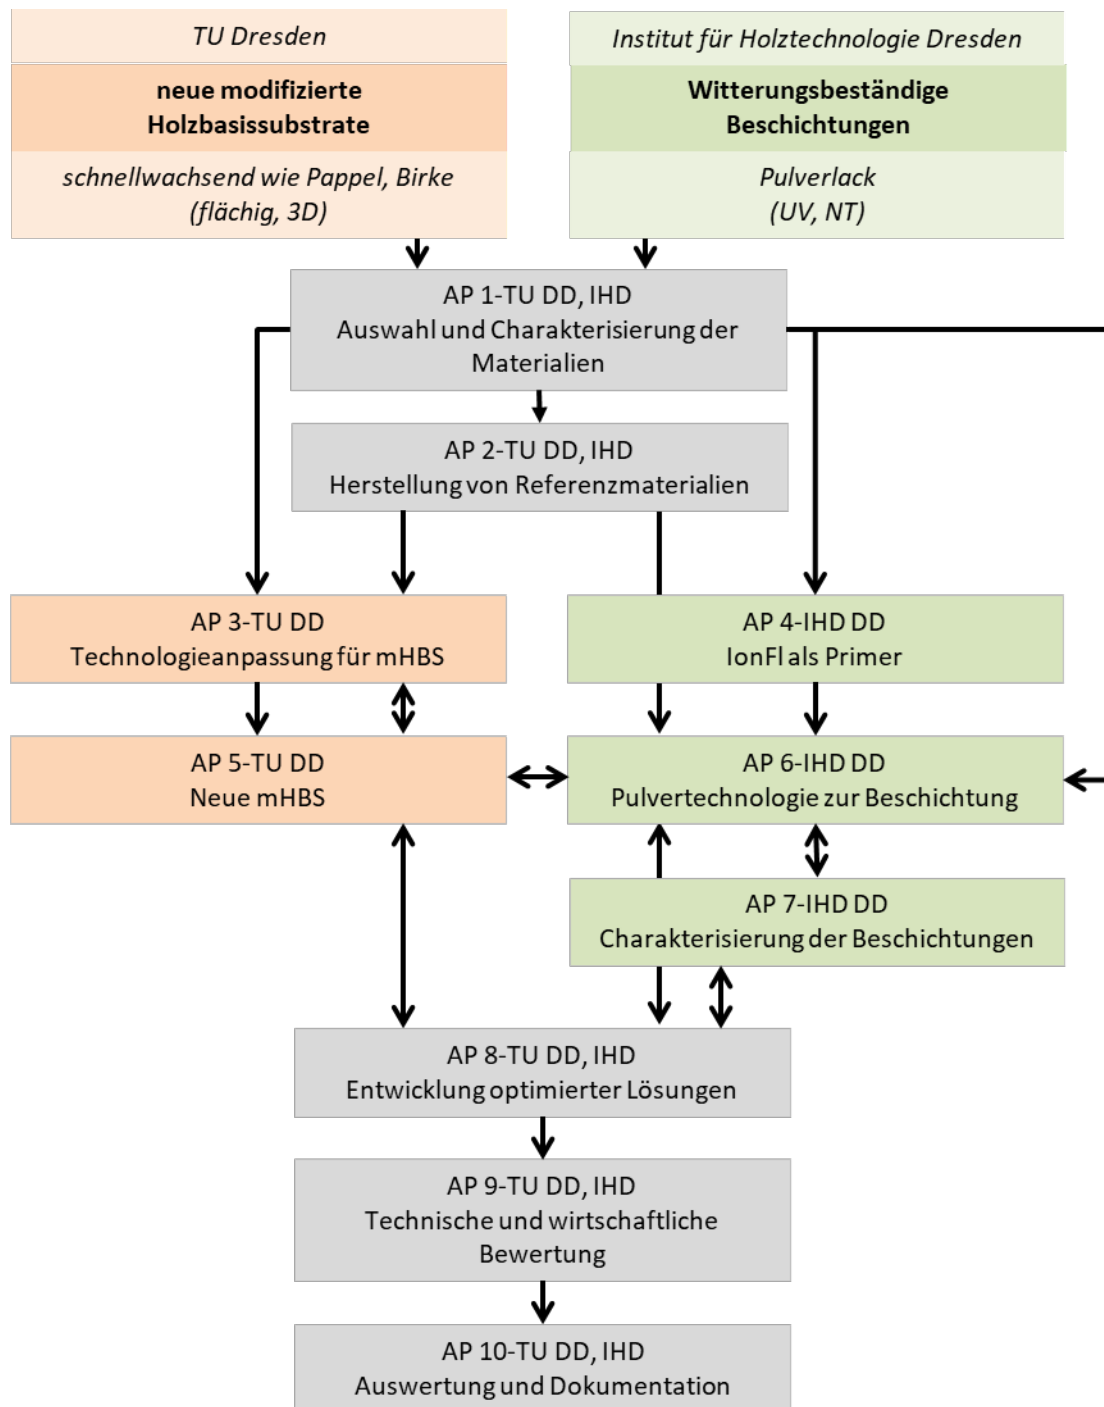 TU Dresden
neue modifizierte
Holzbasissubstrate
schnellwachsend wie Pappel, Birke
(flächig, 3D)
Institut für Holztechnologie Dresden
Witterungsbeständige
Beschichtungen
Pulverlack
(UV, NT)
AP 1-TU DD, IHD
Auswahl und Charakterisierung der
Materialien
AP 2-TU DD, IHD
Herstellung von Referenzmaterialien
AP 3-TU DD
Technologieanpassung für mHBS
AP 4-IHD DD
IonFl als Primer
AP 5-TU DD
Neue mHBS
AP 6-IHD DD
Pulvertechnologie zur Beschichtung
AP 7-IHD DD
Charakterisierung der Beschichtungen
AP 8-TU DD, IHD
Entwicklung optimierter Lösungen
AP 9-TU DD, IHD
Technische und wirtschaftliche
Bewertung
AP 10-TU DD, IHD
Auswertung und Dokumentation